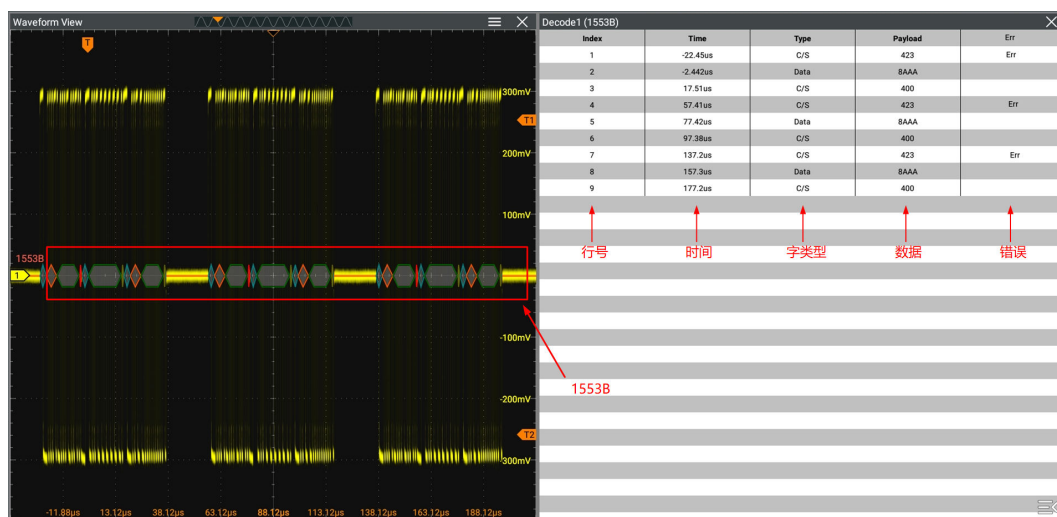 Waveform View
T
300mV
T1
200mV
100mV
1553B
1
-100mV
1553B
-200mV
T2
-300mV
-11.88μs 13.12μs 38.12μs 63.12μs 88.12μs 113.12μs 138.12μs 163.12μs 188.12μs
Decode1 (1553B)
Index Time Type Payload Err
1 -22.45us C/S 423 Err
2 -2.442us Data 8AAA
3 17.51us C/S 400
4 57.41us C/S 423 Err
5 77.42us Data 8AAA
6 97.38us C/S 400
7 137.2us C/S 423 Err
8 157.3us Data 8AAA
9 177.2us C/S 400
行号 时间 字类型 数据 错误